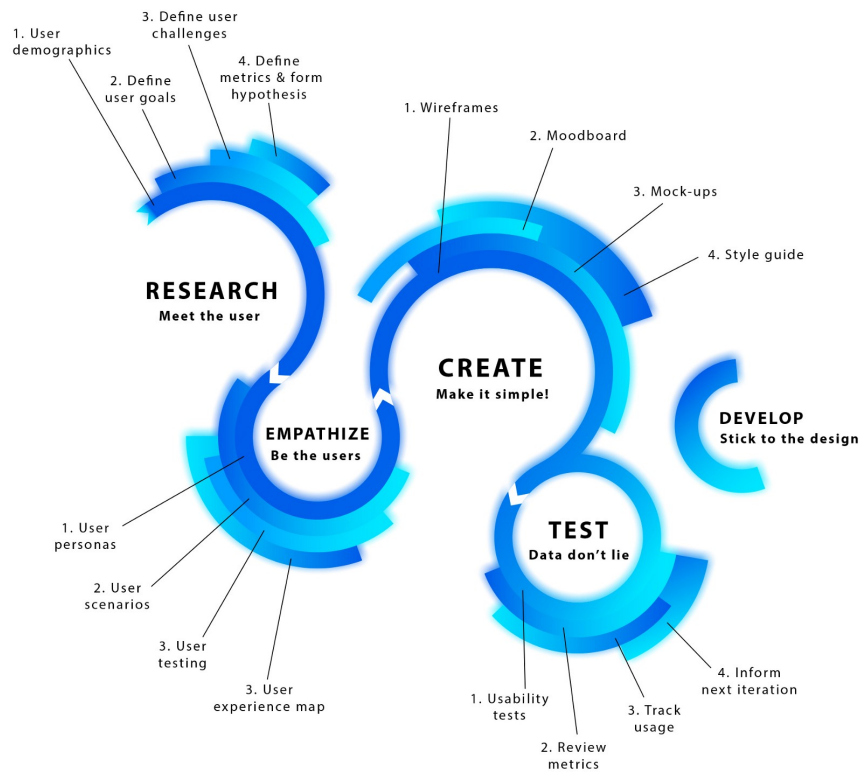 1. User
demographics
2. Define
user goals
3. Define user
challenges
4. Define
metrics & form
hypothesis
RESEARCH
Meet the user
EMPATHIZE
Be the users
1. User
personas
2. User
scenarios
3. User
testing
3. User
experience map
1. Wireframes
2. Moodboard
3. Mock-ups
4. Style guide
CREATE
Make it simple!
TEST
Data don't lie
1. Usability
tests
2. Review
metrics
3. Track
usage
4. Inform
next iteration
DEVELOP
Stick to the design